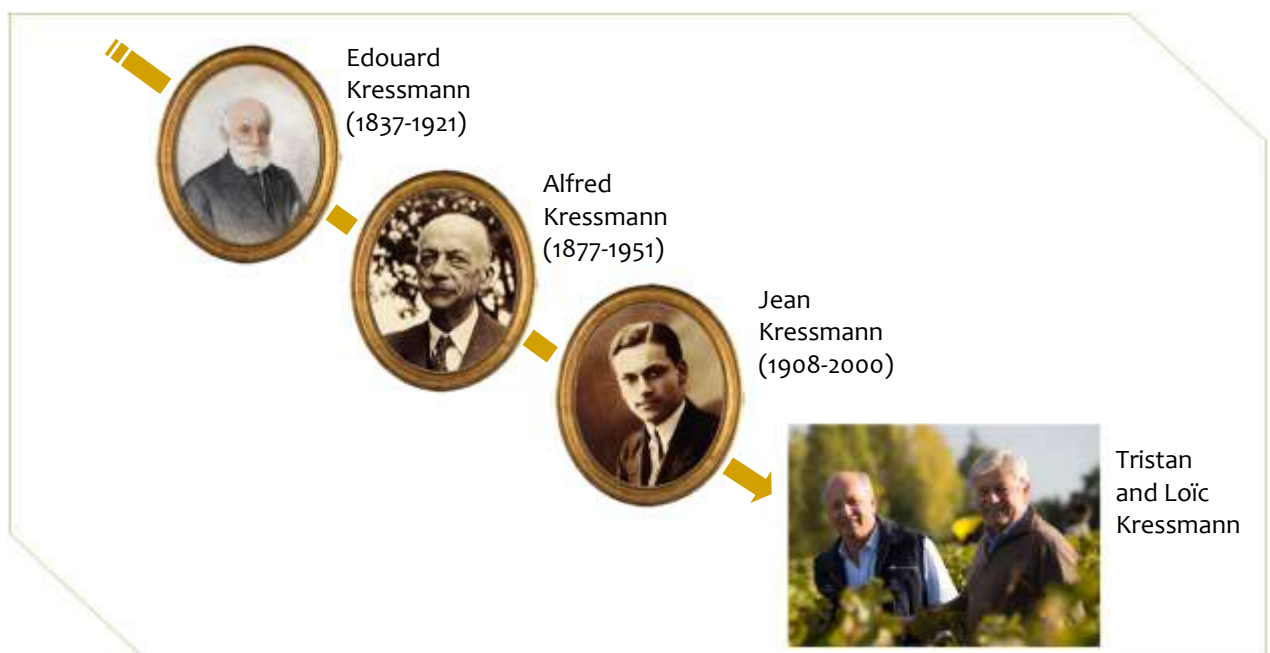 Edouard
Kressmann
(1837-1921)
Alfred
Kressmann
(1877-1951)
Jean
Kressmann
(1908-2000)
Tristan
and Loïc
Kressmann